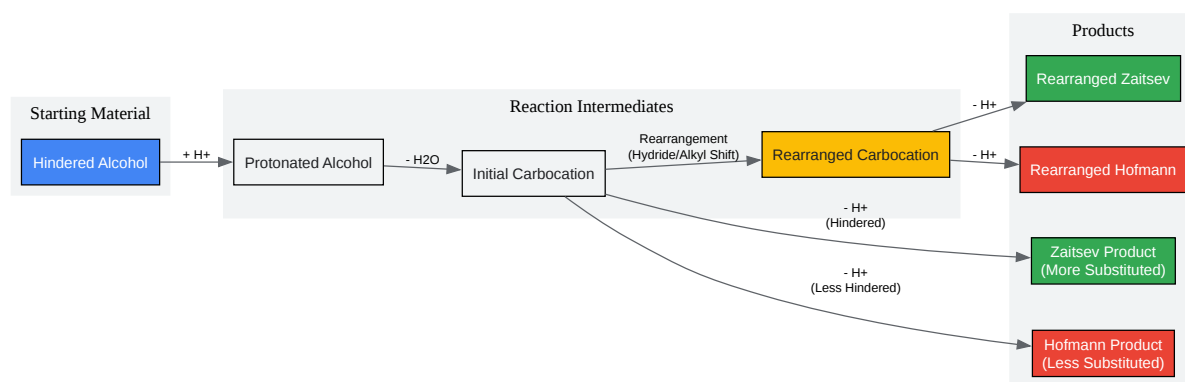 Starting Material
Hindered Alcohol
+ H+
Reaction Intermediates
Protonated Alcohol
- H2O
Initial Carbocation
Rearrangement
(Hydride/Alkyl Shift)
Rearranged Carbocation
- H+
- H+
- H+
(Hindered)
- H+
(Less Hindered)
Products
Rearranged Zaitsev
Rearranged Hofmann
Zaitsev Product
(More Substituted)
Hofmann Product
(Less Substituted)